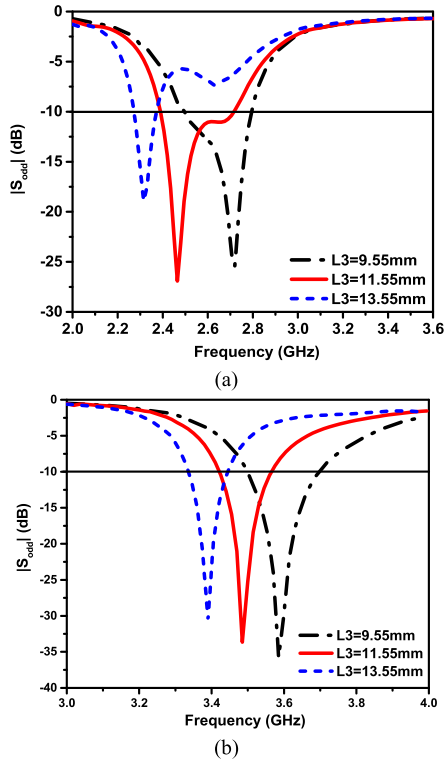 0
-5
-10
-15
-20
-25
-30
|S_odd| (dB)
L3=9.55mm
L3=11.55mm
L3=13.55mm
2.0 2.2 2.4 2.6 2.8 3.0 3.2 3.4 3.6
Frequency (GHz)
(a)
0
-5
-10
-15
-20
-25
-30
-35
-40
|S_odd| (dB)
L3=9.55mm
L3=11.55mm
L3=13.55mm
3.0 3.2 3.4 3.6 3.8 4.0
Frequency (GHz)
(b)